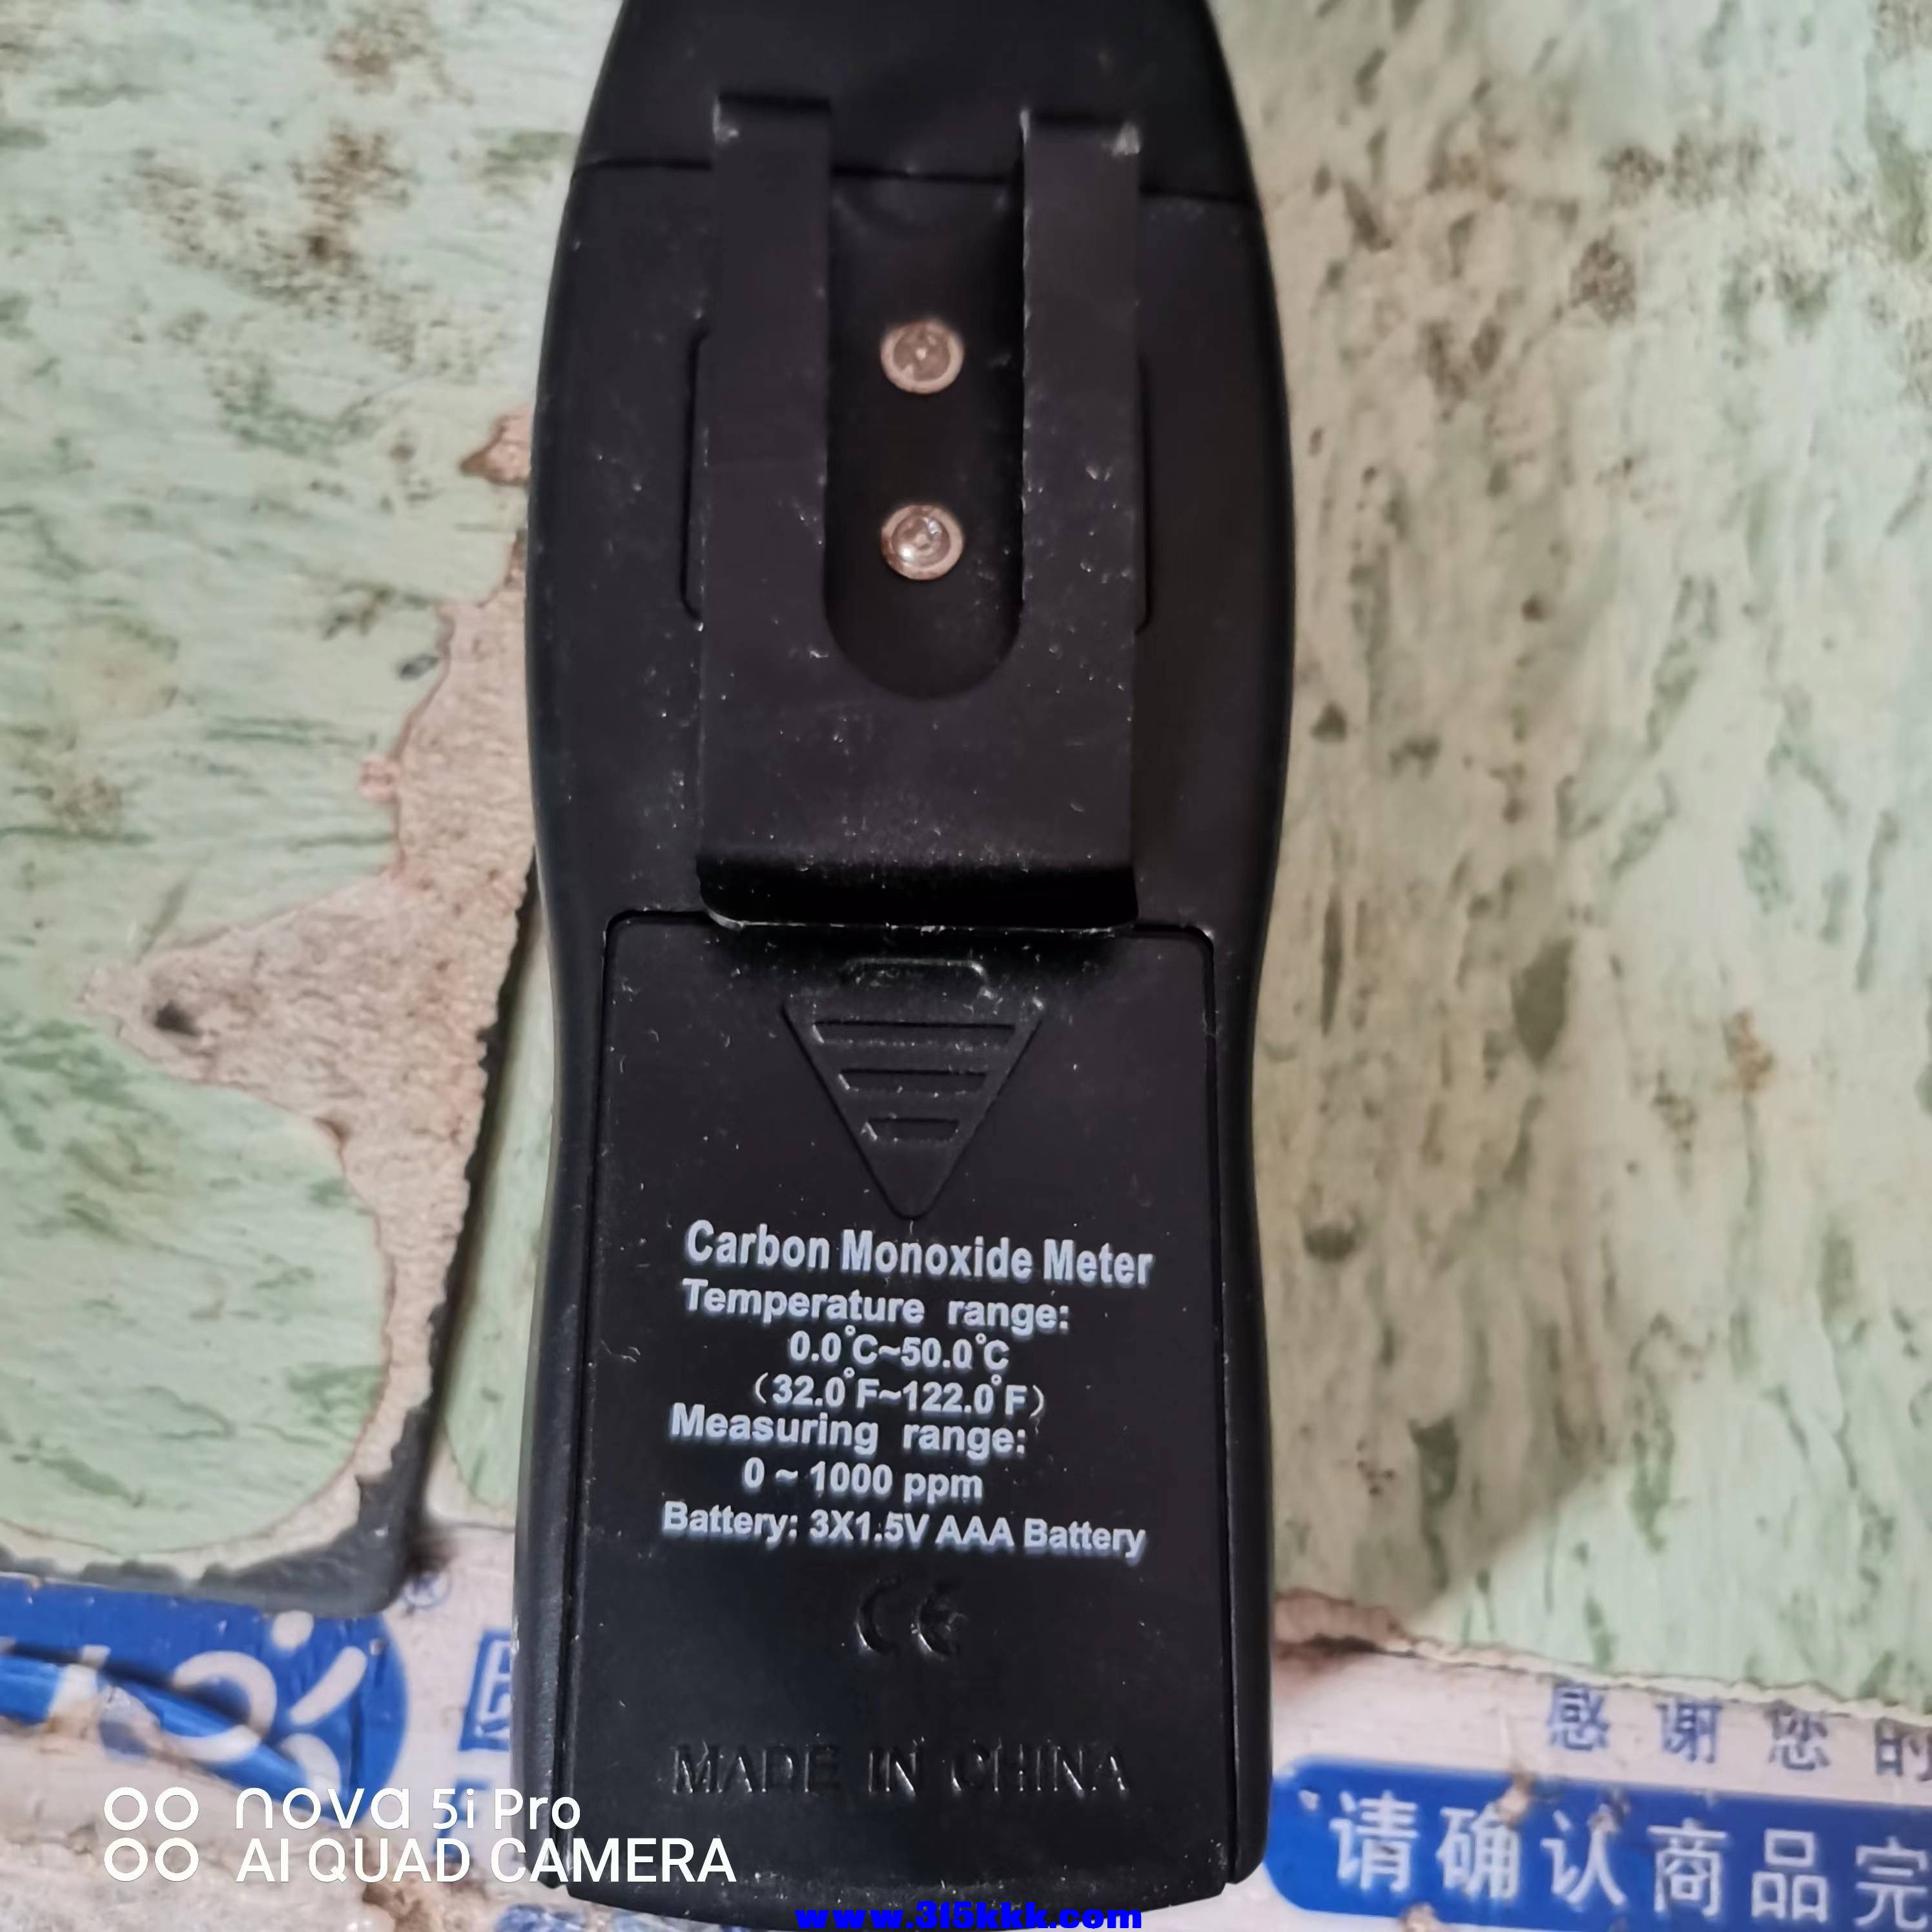 Carbon Monoxide Meter
Temperature range:
0.0°C~50.0°C
(32.0°F~122.0°F)
Measuring range:
0 ~ 1000 ppm
Battery: 3X1.5V AAA Battery
CE
MADE IN CHINA
感谢您的
请确认商品完
nova 5i Pro
AI QUAD CAMERA
www.315kkk.com